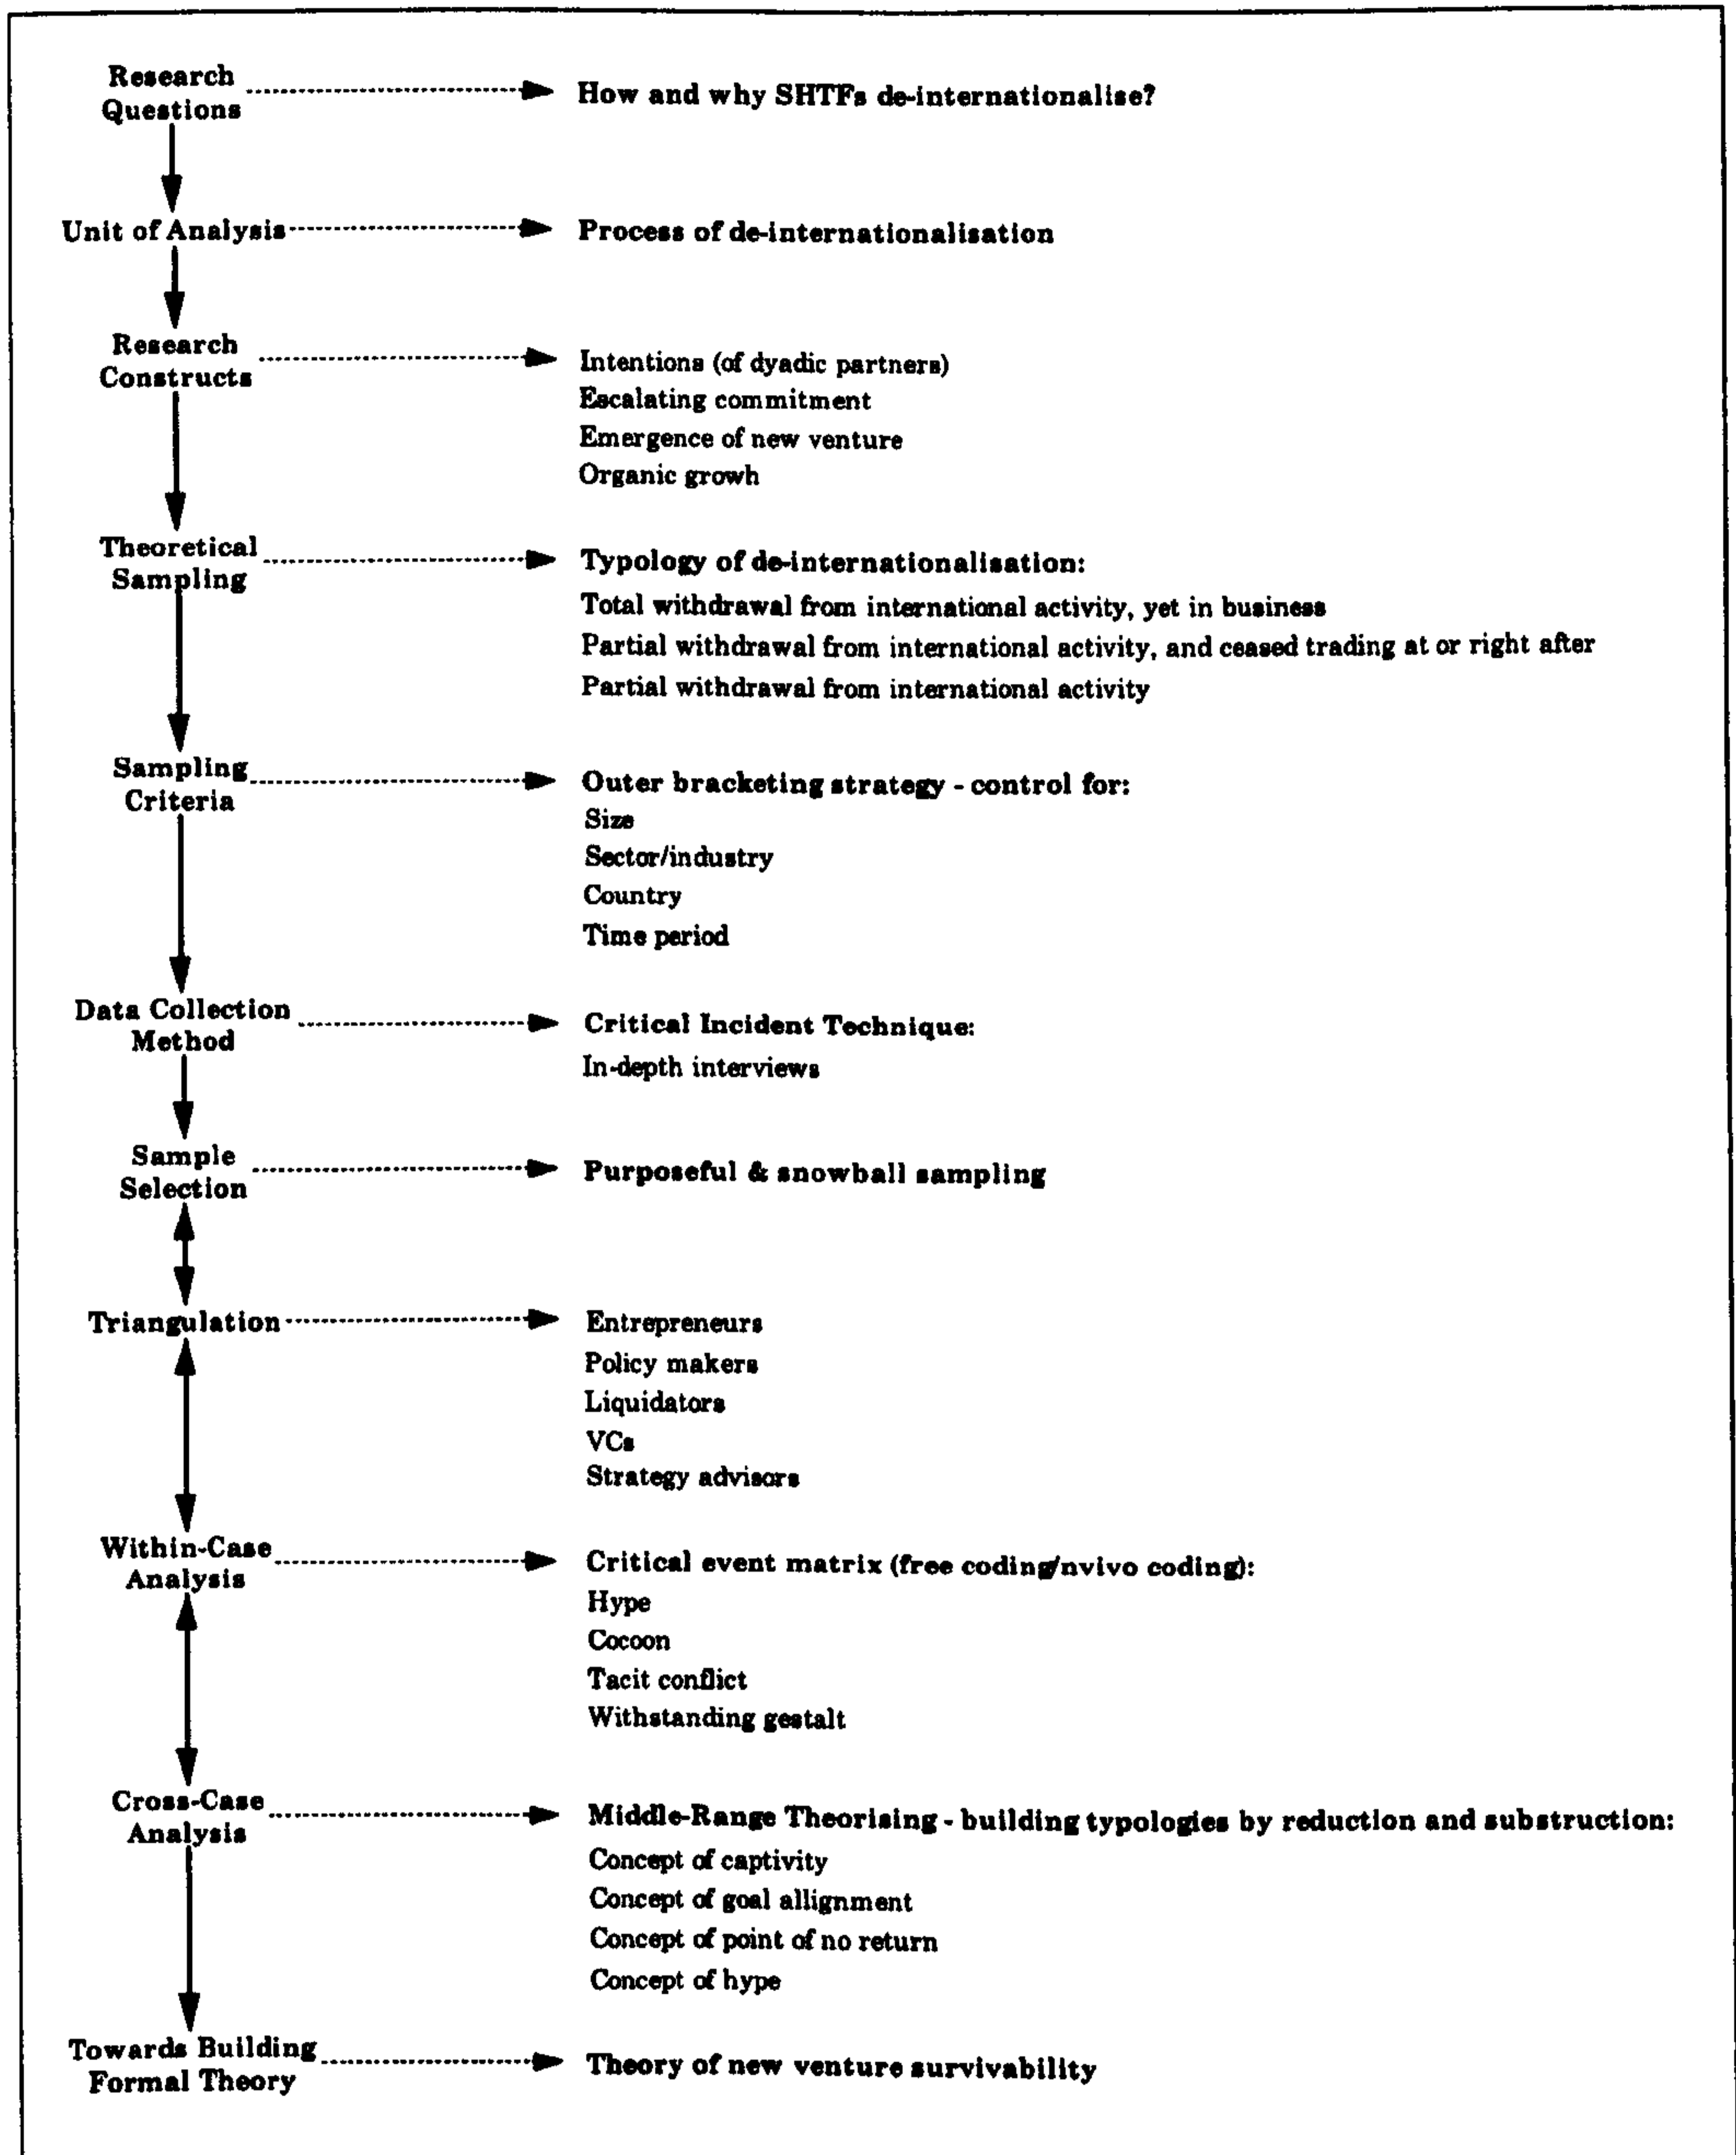 Research
Questions
How and why SHTFs de-internationalise?
Unit of Analysis
Process of de-internationalisation
Research
Constructs
Intentions (of dyadic partners)
Escalating commitment
Emergence of new venture
Organic growh
Theoretical
Sampling
Typology of de-internationalisation:
Total withdrawal from international activity, yet in business
Partial withdrawal from international activity, and ceased trading at or right after
Partial withdrawal from international activity
Sampling
Criteria
Outer bracketing strategy - control for:
Size
Sector/industry
Country
Time period
Data Collection
Method
Critical Incident Technique:
In-depth interviews
Sample
Selection
Purposeful & snowball sampling
Triangulation
Entrepreneurs
Policy makers
Liquidators
VCs
Strategy advisors
Within-Case
Analysis
Critical event matrix (free coding/nvivo coding):
Hype
Cocoon
Tacit conflict
Withstanding gestalt
Cross-Case
Analysis
Middle-Range Theorising - building typologies by reduction and substruction:
Concept of captivity
Concept of goal allignment
Concept of point of no return
Concept of hype
Towards Building
Formal Theory
Theory of new venture survivability